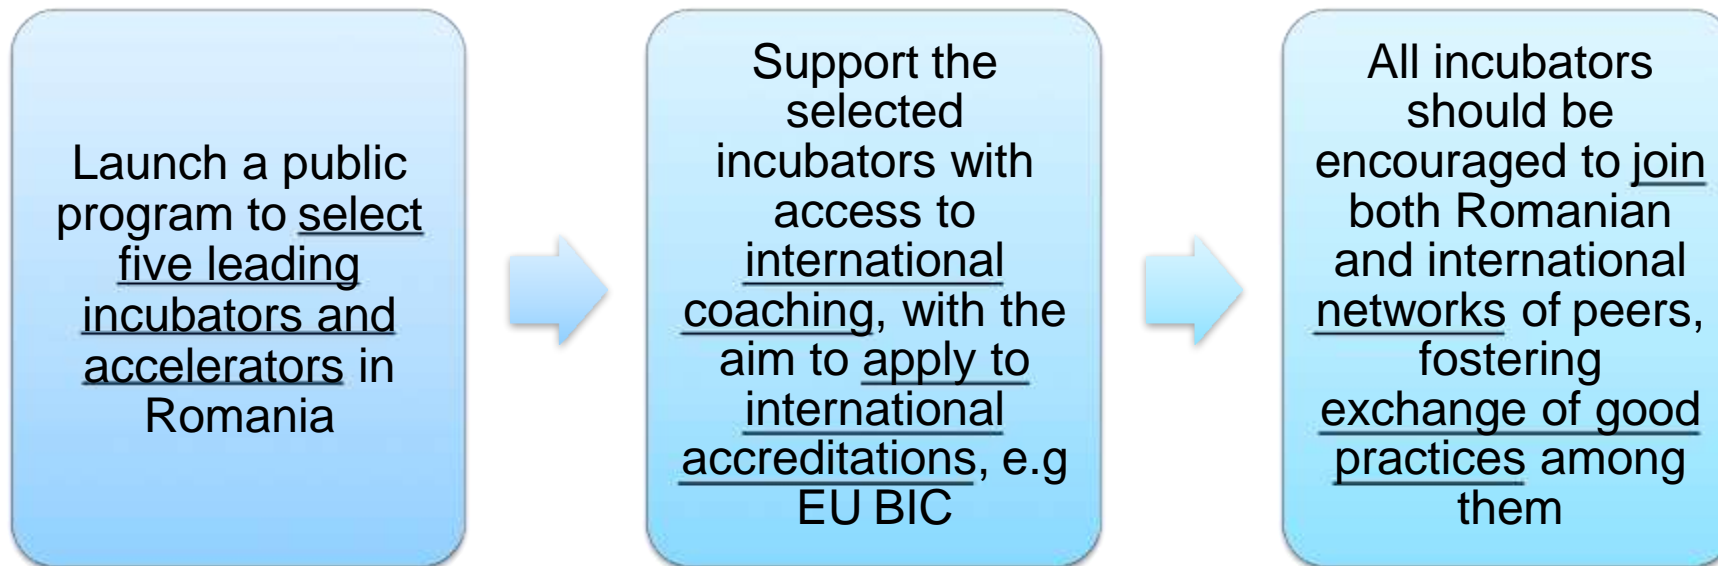 Launch a public
program to select
five leading
incubators and
accelerators in
Romania
Support the
selected
incubators with
access to
international
coaching, with the
aim to apply to
international
accreditations, e.g
EU BIC
All incubators
should be
encouraged to join
both Romanian
and international
networks of peers,
fostering
exchange of good
practices among
them